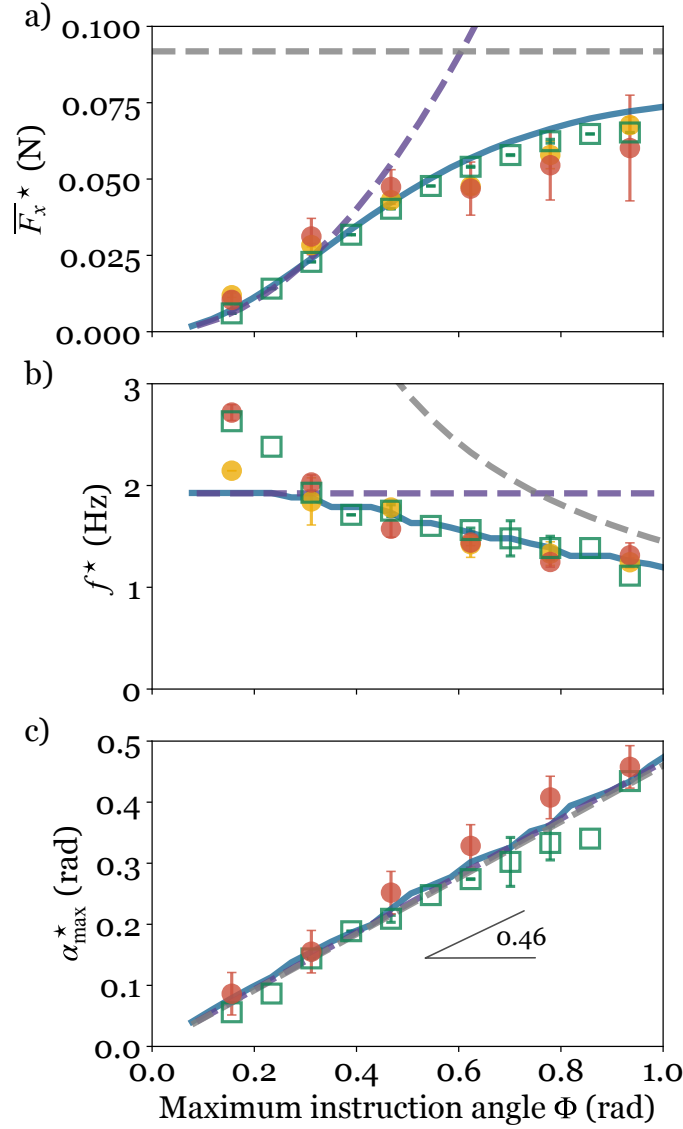 a)
0.100
0.075
0.050
0.025
0.000
F̅ₓ* (N)
b)
3
2
1
0
f* (Hz)
c)
0.5
0.4
0.3
0.2
0.1
0.0
α*max (rad)
0.46
0.0 0.2 0.4 0.6 0.8 1.0
Maximum instruction angle Φ (rad)